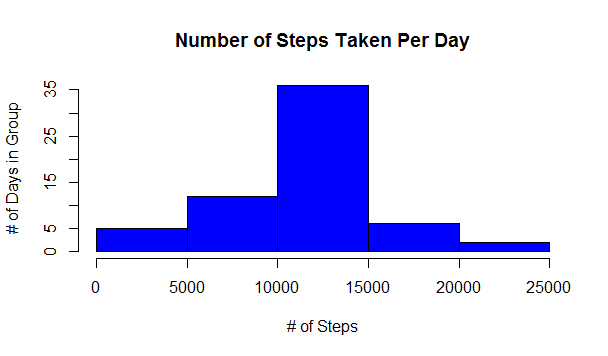 Number of Steps Taken Per Day
# of Days in Group
35
25
15
5
0
0 5000 10000 15000 20000 25000
# of Steps